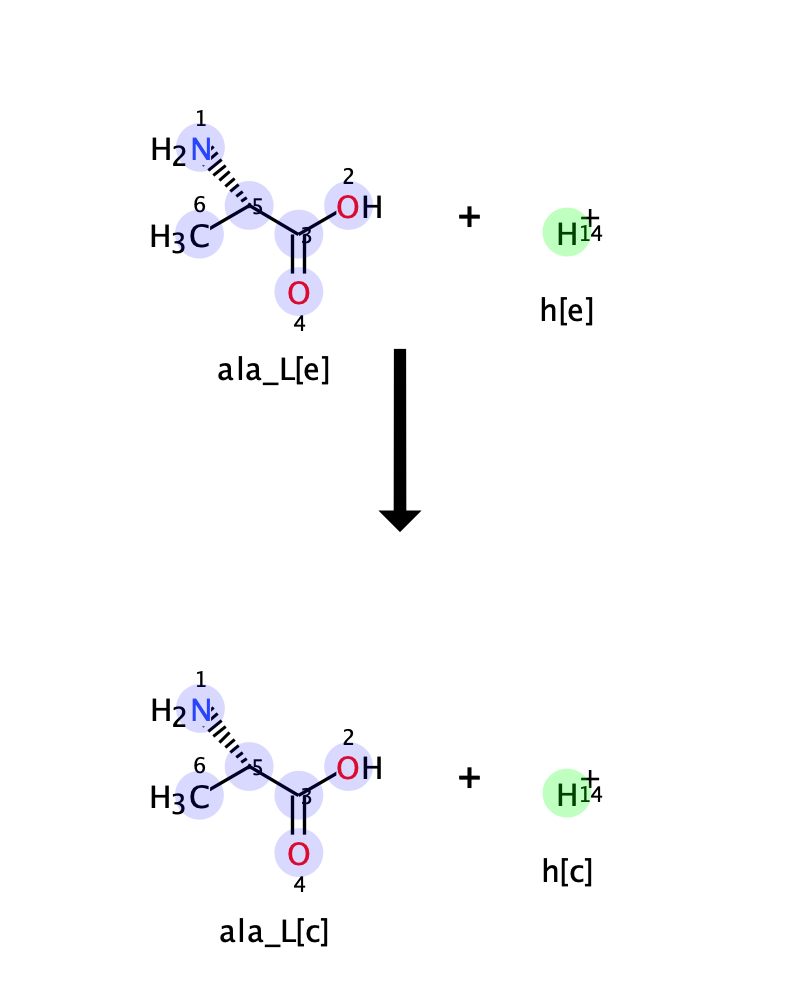 1
H2N
2
6
5
OH
H3C
3
+
H+
14
O
4
h[e]
ala_L[e]
1
H2N
2
6
5
OH
H3C
3
+
H+
14
O
4
h[c]
ala_L[c]